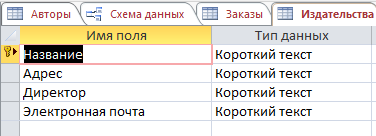 Авторы Схема данных Заказы Издательства
Имя поля Тип данных
Название Короткий текст
Адрес Короткий текст
Директор Короткий текст
Электронная почта Короткий текст